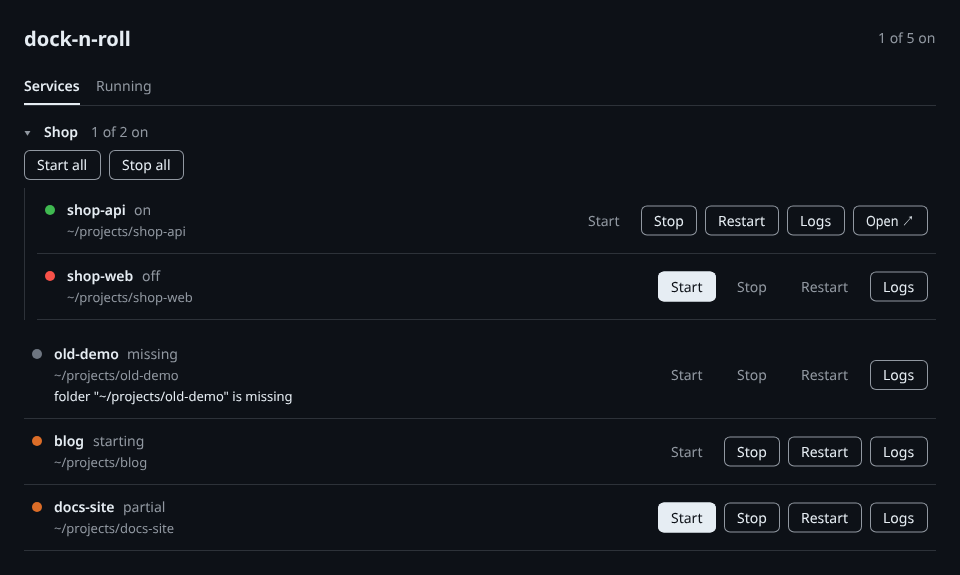 dock-n-roll
1 of 5 on
Services Running
▾ Shop 1 of 2 on
Start all Stop all
shop-api on
~/projects/shop-api
Start Stop Restart Logs Open ↗
shop-web off
~/projects/shop-web
Start Stop Restart Logs
old-demo missing
~/projects/old-demo
folder "~/projects/old-demo" is missing
Start Stop Restart Logs
blog starting
~/projects/blog
Start Stop Restart Logs
docs-site partial
~/projects/docs-site
Start Stop Restart Logs